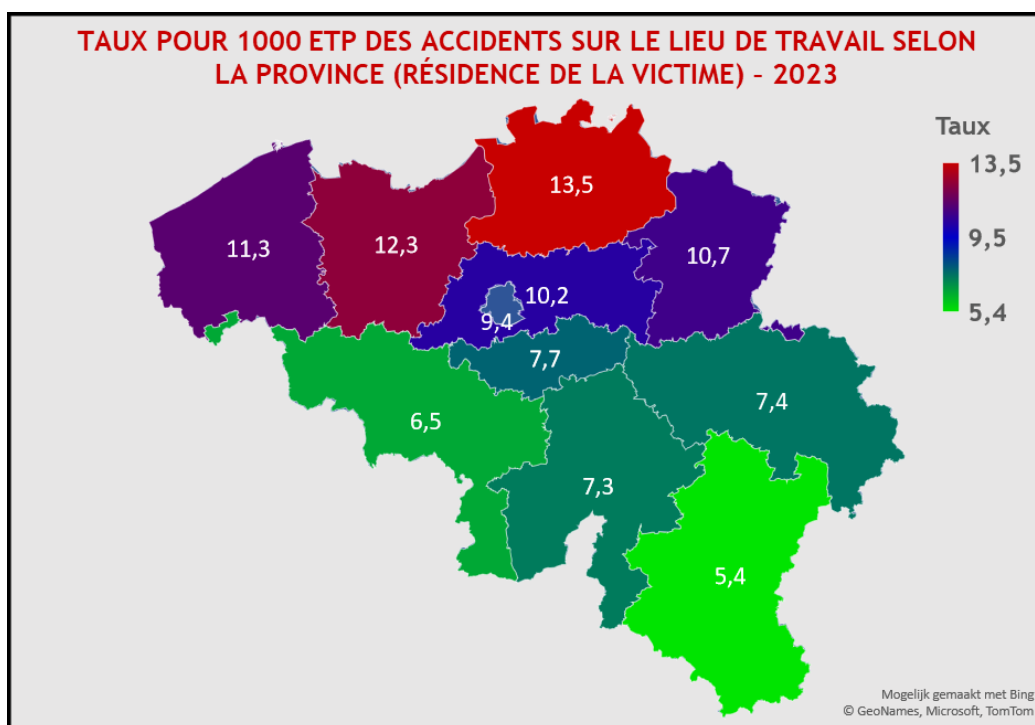 TAUX POUR 1000 ETP DES ACCIDENTS SUR LE LIEU DE TRAVAIL SELON
LA PROVINCE (RÉSIDENCE DE LA VICTIME) - 2023
Taux
13,5
9,5
5,4
13,5
11,3
12,3
10,7
10,2
9,4
7,7
7,4
6,5
7,3
5,4
Mogelijk gemaakt met Bing
© GeoNames, Microsoft, TomTom